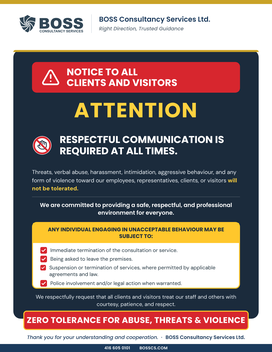 BOSS
CONSULTANCY SERVICES
BOSS Consultancy Services Ltd.
Right Direction, Trusted Guidance
NOTICE TO ALL
CLIENTS AND VISITORS
ATTENTION
RESPECTFUL COMMUNICATION IS
REQUIRED AT ALL TIMES.
Threats, verbal abuse, harassment, intimidation, aggressive behaviour, and any
form of violence toward our employees, representatives, clients, or visitors will
not be tolerated.
We are committed to providing a safe, respectful, and professional
environment for everyone.
ANY INDIVIDUAL ENGAGING IN UNACCEPTABLE BEHAVIOUR MAY BE
SUBJECT TO:
Immediate termination of the consultation or service.
Being asked to leave the premises.
Suspension or termination of services, where permitted by applicable
agreements and law.
Police involvement and/or legal action when warranted.
We respectfully request that all clients and visitors treat our staff and others with
courtesy, patience, and respect.
ZERO TOLERANCE FOR ABUSE, THREATS & VIOLENCE
Thank you for your understanding and cooperation. · BOSS Consultancy Services Ltd.
416 605 0101 BOSSCS.COM